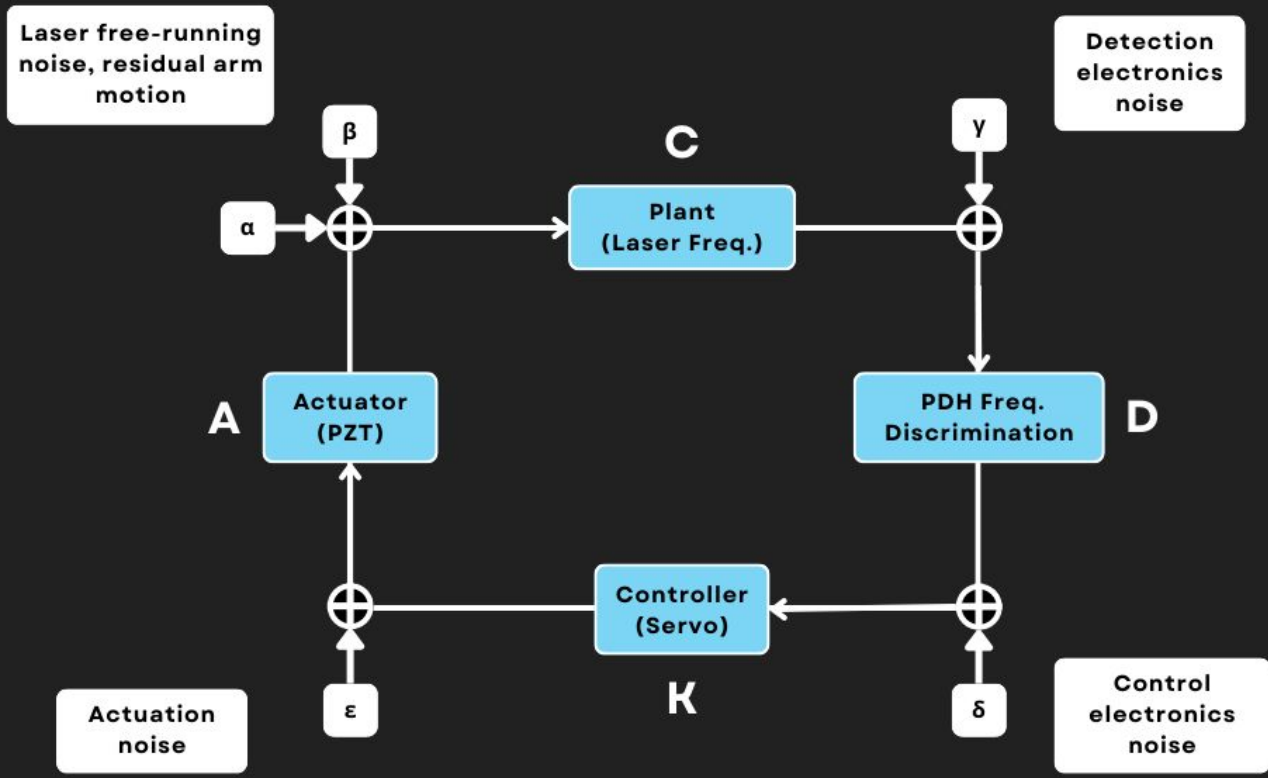 Laser free-running
noise, residual arm
motion
Detection
electronics
noise
β
γ
C
α
Plant
(Laser Freq.)
A
Actuator
(PZT)
PDH Freq.
Discrimination
D
Controller
(Servo)
K
Actuation
noise
ε
δ
Control
electronics
noise